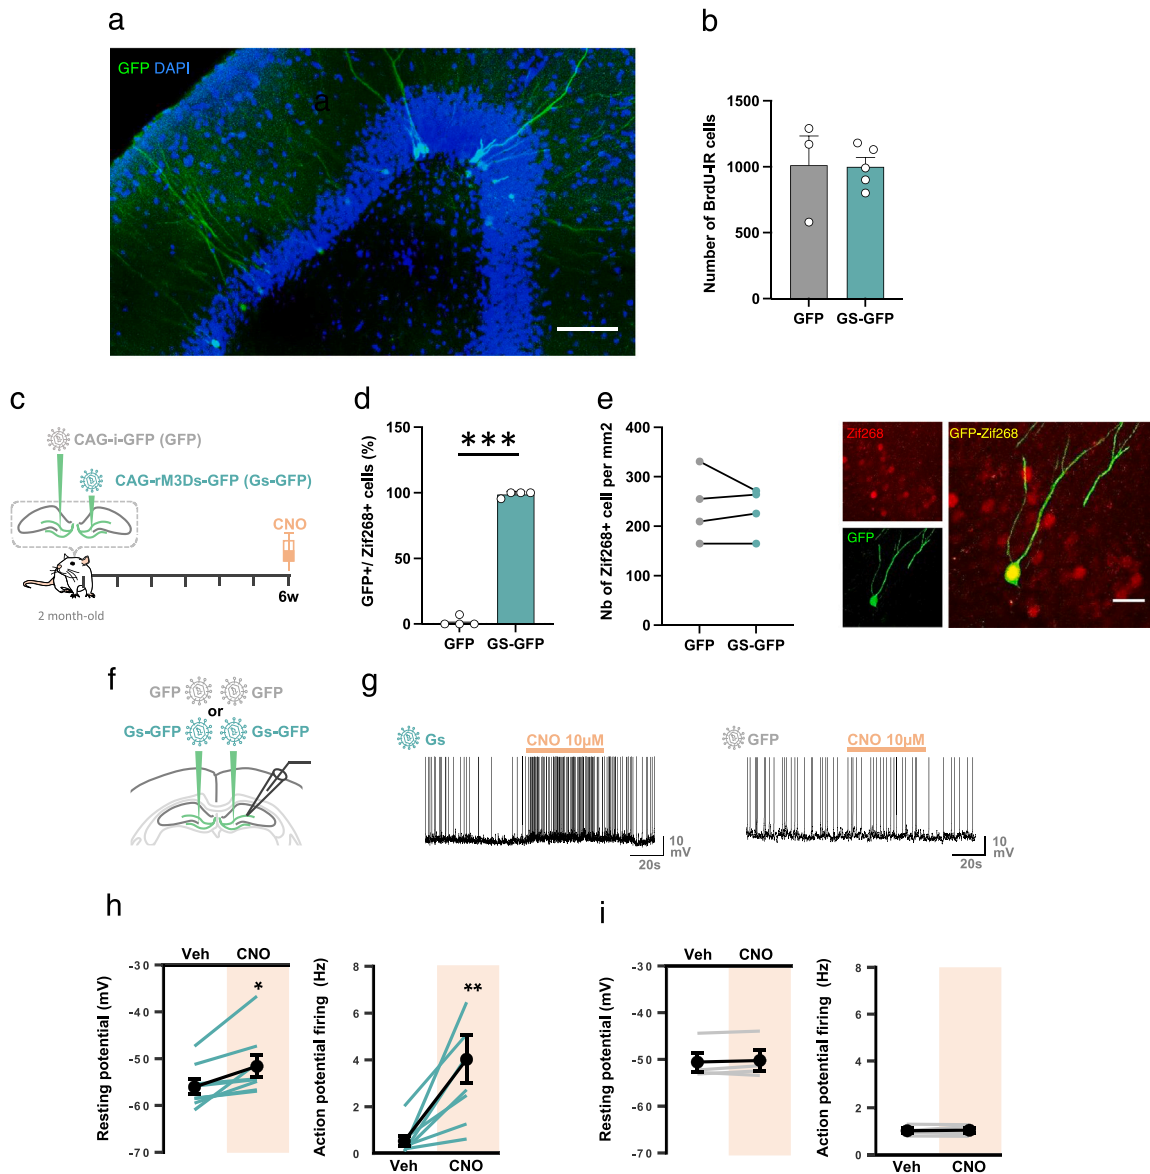 a
GFP DAPI
a
b
Number of BrdU-IR cells
1500
1000
500
0
GFP GS-GFP
c
CAG-i-GFP (GFP)
CAG-rM3Ds-GFP (Gs-GFP)
CNO
6w
2 month-old
d
GFP+/ Zif268+ cells (%)
150
100
50
0
***
GFP GS-GFP
e
Nb of Zif268+ cell per mm2
400
300
200
100
0
GFP GS-GFP
Zif268
GFP
GFP-Zif268
f
GFP GFP
or
Gs-GFP Gs-GFP
g
Gs
CNO 10µM
10
mV
20s
GFP
CNO 10µM
10
mV
20s
h
Veh CNO
Resting potential (mV)
-30
-40
-50
-60
-70
*
Action potential firing (Hz)
8
6
4
2
0
**
Veh CNO
i
Veh CNO
Resting potential (mV)
-30
-40
-50
-60
-70
Action potential firing (Hz)
8
6
4
2
0
Veh CNO